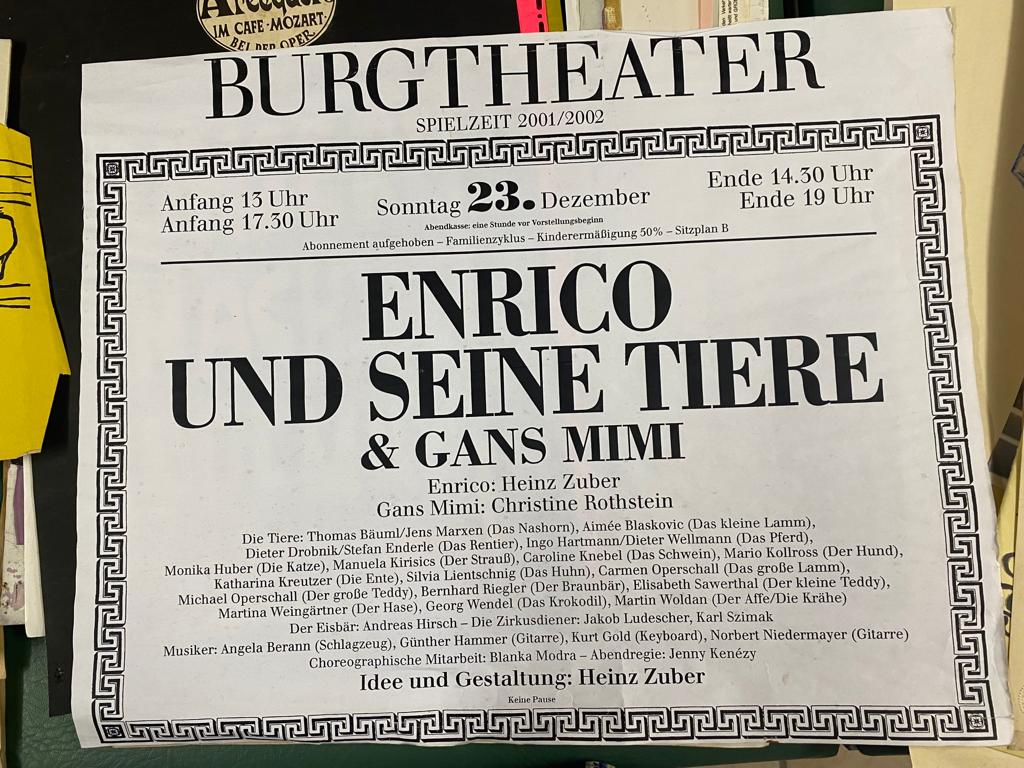 IM CAFE·MOZART·
BEI DER OPER
BURGTHEATER
SPIELZEIT 2001/2002
Anfang 13 Uhr
Anfang 17.30 Uhr
Sonntag 23. Dezember
Ende 14.30 Uhr
Ende 19 Uhr
Abendkasse: eine Stunde vor Vorstellungsbeginn
Abonnement aufgehoben – Familienzyklus – Kinderermäßigung 50% – Sitzplan B
ENRICO
UND SEINE TIERE
& GANS MIMI
Enrico: Heinz Zuber
Gans Mimi: Christine Rothstein
Die Tiere: Thomas Bäuml/Jens Marxen (Das Nashorn), Aimée Blaskovic (Das kleine Lamm),
Dieter Drobnik/Stefan Enderle (Das Rentier), Ingo Hartmann/Dieter Wellmann (Das Pferd),
Monika Huber (Die Katze), Manuela Kirisics (Der Strauß), Caroline Knebel (Das Schwein), Mario Kollross (Der Hund),
Katharina Kreutzer (Die Ente), Silvia Lientschnig (Das Huhn), Carmen Operschall (Das große Lamm),
Michael Operschall (Der große Teddy), Bernhard Riegler (Der Braunbär), Elisabeth Sawerthal (Der kleine Teddy),
Martina Weingärtner (Der Hase), Georg Wendel (Das Krokodil), Martin Woldan (Der Affe/Die Krähe)
Der Eisbär: Andreas Hirsch – Die Zirkusdiener: Jakob Ludescher, Karl Szimak
Musiker: Angela Berann (Schlagzeug), Günther Hammer (Gitarre), Kurt Gold (Keyboard), Norbert Niedermayer (Gitarre)
Choreographische Mitarbeit: Blanka Modra – Abendregie: Jenny Kenézy
Idee und Gestaltung: Heinz Zuber
Keine Pause